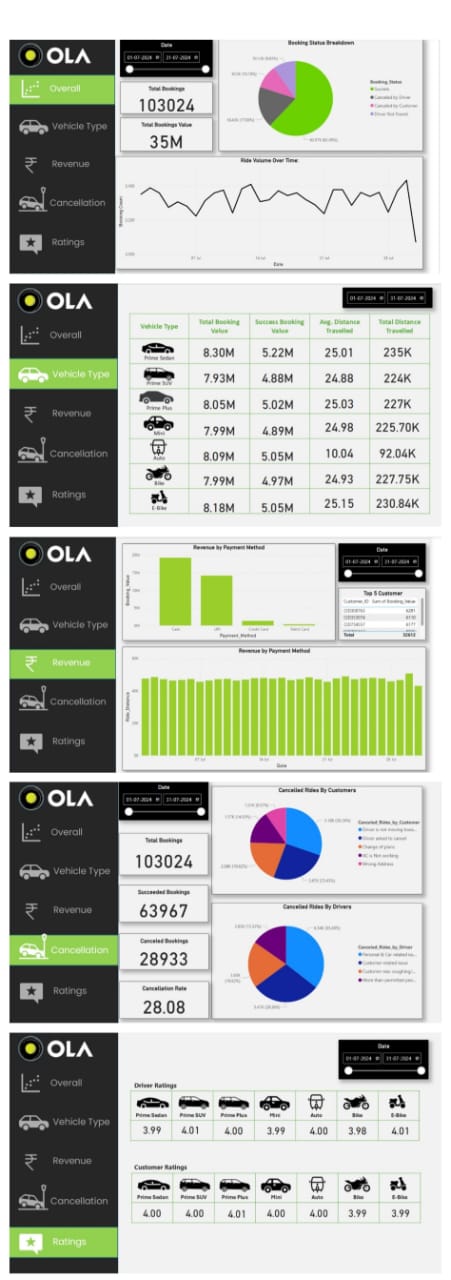 OLA
Overall
Vehicle Type
Revenue
Cancellation
Ratings
Date
01-07-2024 31-07-2024
Total Bookings
103024
Total Bookings Value
35M
Booking Status Breakdown
Booking_Status
Success
Canceled by Driver
Canceled by Customer
Driver Not Found
Ride Volume Over Time:
Booking Count
Date
OLA
Overall
Vehicle Type
Revenue
Cancellation
Ratings
01-07-2024 31-07-2024
Vehicle Type Total Booking Value Success Booking Value Avg. Distance Travelled Total Distance Travelled
Prime Sedan 8.30M 5.22M 25.01 235K
Prime SUV 7.93M 4.88M 24.88 224K
Prime Plus 8.05M 5.02M 25.03 227K
Mini 7.99M 4.89M 24.98 225.70K
Auto 8.09M 5.05M 10.04 92.04K
Bike 7.99M 4.97M 24.93 227.75K
E-Bike 8.18M 5.05M 25.15 230.84K
OLA
Overall
Vehicle Type
Revenue
Cancellation
Ratings
Revenue by Payment Method
Booking_Value
Cash UPI Credit Card Debit Card
Payment_Method
Date
01-07-2024 31-07-2024
Top 5 Customer
Customer_ID Sum of Booking_Value
Total
Revenue by Payment Method
Ride_Distance
Date
OLA
Overall
Vehicle Type
Revenue
Cancellation
Ratings
Date
01-07-2024 31-07-2024
Total Bookings
103024
Succeeded Bookings
63967
Canceled Bookings
28933
Cancellation Rate
28.08
Cancelled Rides By Customers
Canceled_Rides_by_Customer
Driver is not moving towa...
Driver asked to cancel
Change of plans
AC is Not working
Wrong Address
Cancelled Rides By Drivers
Canceled_Rides_by_Driver
Personal & Car related iss...
Customer related issue
Customer was coughing/...
More than permitted peo...
OLA
Overall
Vehicle Type
Revenue
Cancellation
Ratings
Date
01-07-2024 31-07-2024
Driver Ratings
Prime Sedan Prime SUV Prime Plus Mini Auto Bike E-Bike
3.99 4.01 4.00 3.99 4.00 3.98 4.01
Customer Ratings
Prime Sedan Prime SUV Prime Plus Mini Auto Bike E-Bike
4.00 4.00 4.01 4.00 4.00 3.99 3.99